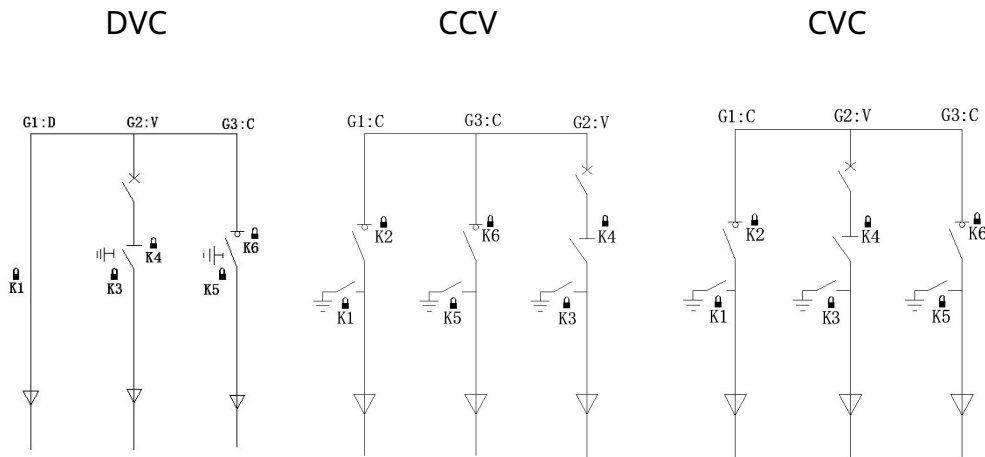 DVC
G1:D G2:V G3:C
K6
K4
K3 K5
K1
CCV
G1:C G3:C G2:V
K2 K6 K4
K1 K5 K3
CVC
G1:C G2:V G3:C
K2 K4 K6
K1 K3 K5